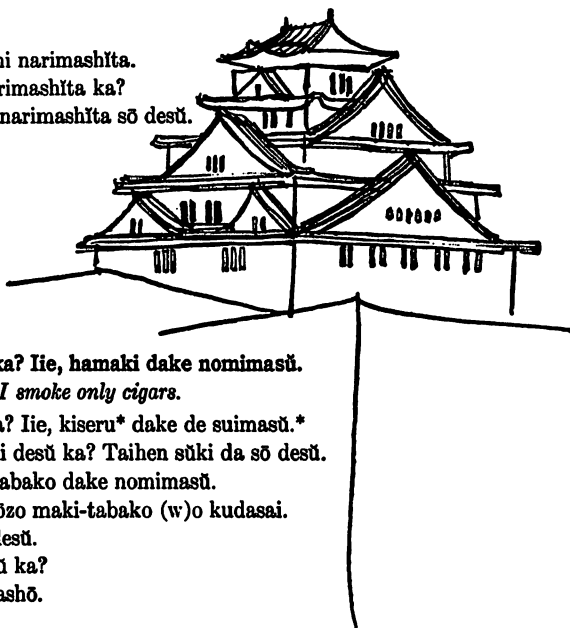 ni narimashĭta.
rimashĭta ka?
narimashĭta sō desŭ.
ka? Iie, hamaki dake nomimasŭ.
I smoke only cigars.
a? Iie, kiseru* dake de suimasŭ.*
i desŭ ka? Taihen sŭki da sō desŭ.
abako dake nomimasŭ.
ōzo maki-tabako (w)o kudasai.
desŭ.
ŭ ka?
ashō.